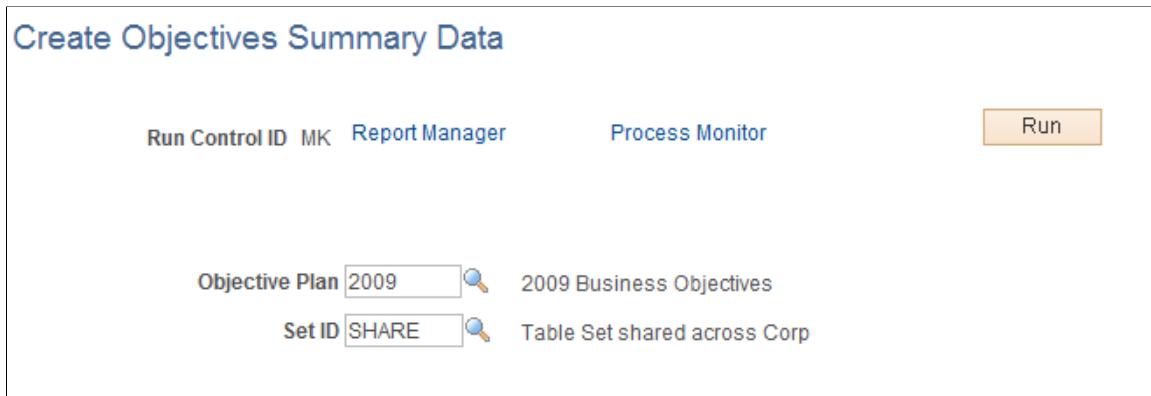 Create Objectives Summary Data
Run Control ID MK Report Manager Process Monitor Run
Objective Plan 2009 2009 Business Objectives
Set ID SHARE Table Set shared across Corp